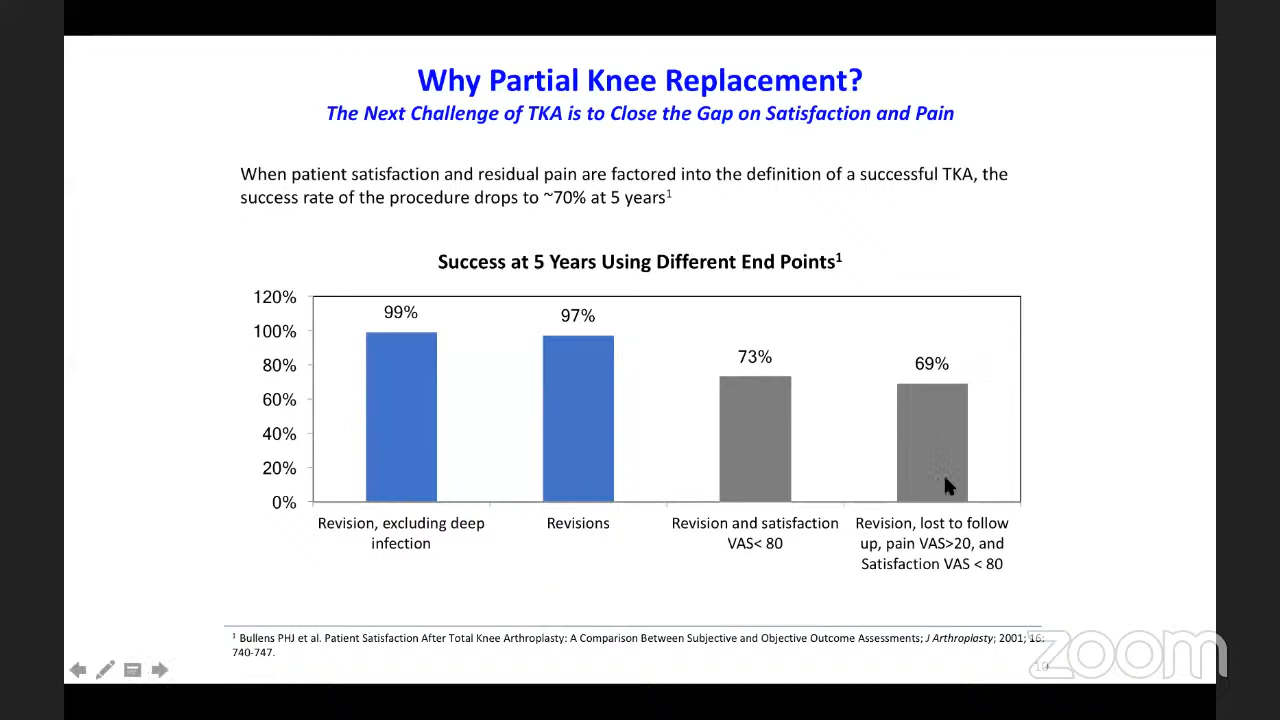 Why Partial Knee Replacement?
The Next Challenge of TKA is to Close the Gap on Satisfaction and Pain
When patient satisfaction and residual pain are factored into the definition of a successful TKA, the
success rate of the procedure drops to ~70% at 5 years¹
Success at 5 Years Using Different End Points¹
120%
100%
80%
60%
40%
20%
0%
99%
97%
73%
69%
Revision, excluding deep
infection
Revisions
Revision and satisfaction
VAS< 80
Revision, lost to follow
up, pain VAS>20, and
Satisfaction VAS < 80
¹ Bullens PHJ et al. Patient Satisfaction After Total Knee Arthroplasty: A Comparison Between Subjective and Objective Outcome Assessments; J Arthroplasty; 2001; 16:
740-747.
zoom